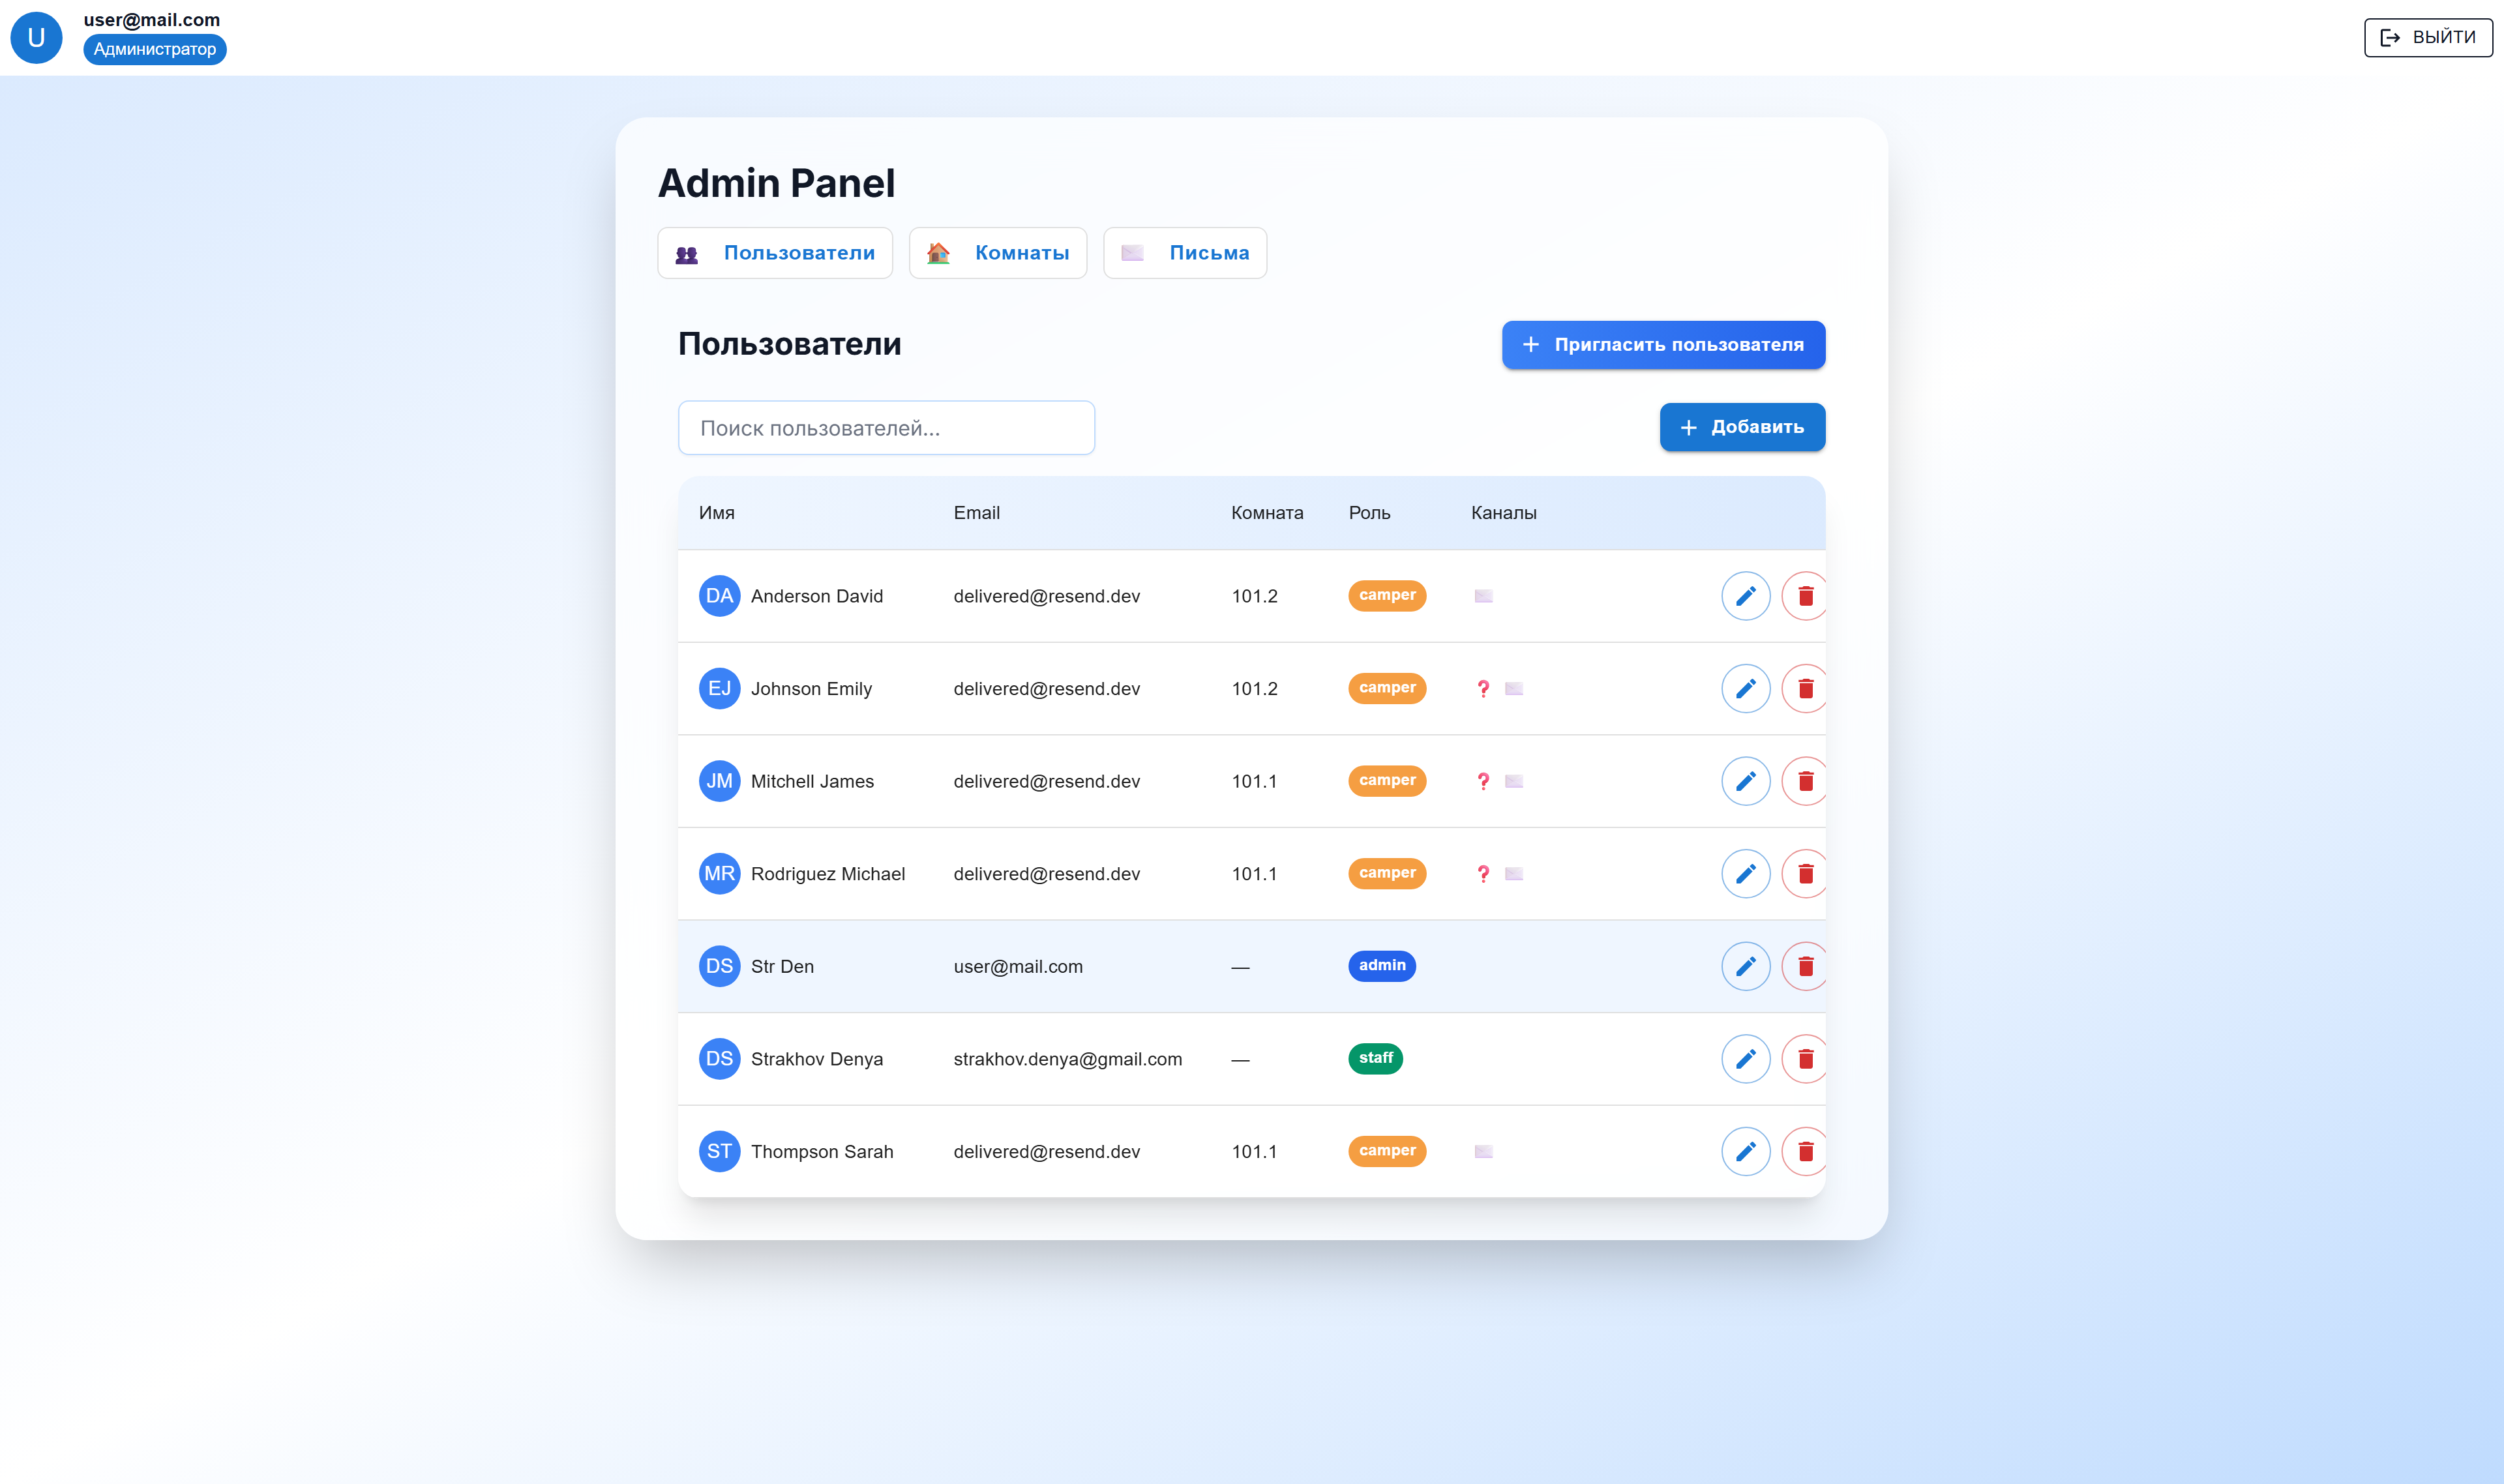 U
user@mail.com
Администратор
ВЫЙТИ
Admin Panel
Пользователи
Комнаты
Письма
Пользователи
Пригласить пользователя
Поиск пользователей...
Добавить
Имя Email Комната Роль Каналы
DA Anderson David delivered@resend.dev 101.2 camper
EJ Johnson Emily delivered@resend.dev 101.2 camper ❓
JM Mitchell James delivered@resend.dev 101.1 camper ❓
MR Rodriguez Michael delivered@resend.dev 101.1 camper ❓
DS Str Den user@mail.com — admin
DS Strakhov Denya strakhov.denya@gmail.com — staff
ST Thompson Sarah delivered@resend.dev 101.1 camper